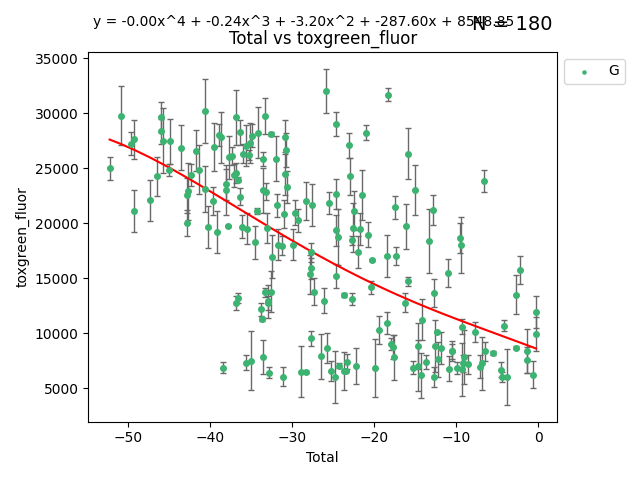 y = -0.00x^4 + -0.24x^3 + -3.20x^2 + -287.60x + 8548.85
N = 180
Total vs toxgreen_fluor
G
35000
30000
25000
20000
15000
10000
5000
toxgreen_fluor
−50 −40 −30 −20 −10 0
Total